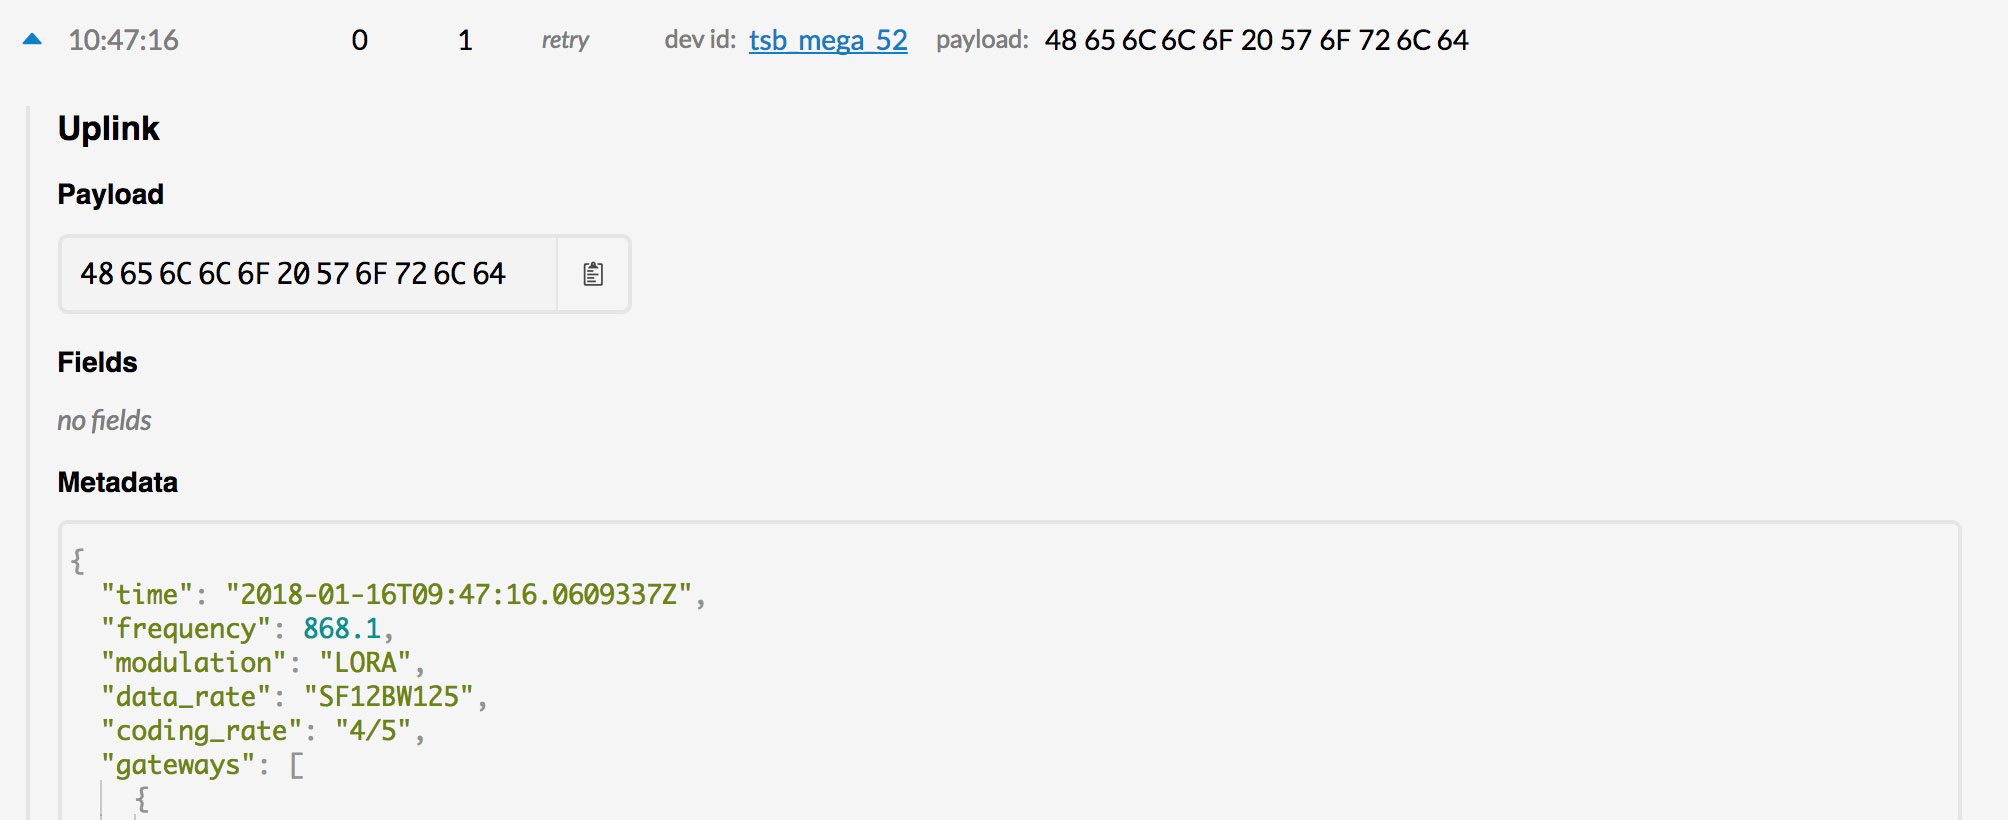 10:47:16 0 1 retry dev id: tsb_mega_52 payload: 48 65 6C 6C 6F 20 57 6F 72 6C 64
Uplink
Payload
48 65 6C 6C 6F 20 57 6F 72 6C 64
Fields
no fields
Metadata
{
"time": "2018-01-16T09:47:16.0609337Z",
"frequency": 868.1,
"modulation": "LORA",
"data_rate": "SF12BW125",
"coding_rate": "4/5",
"gateways": [
{